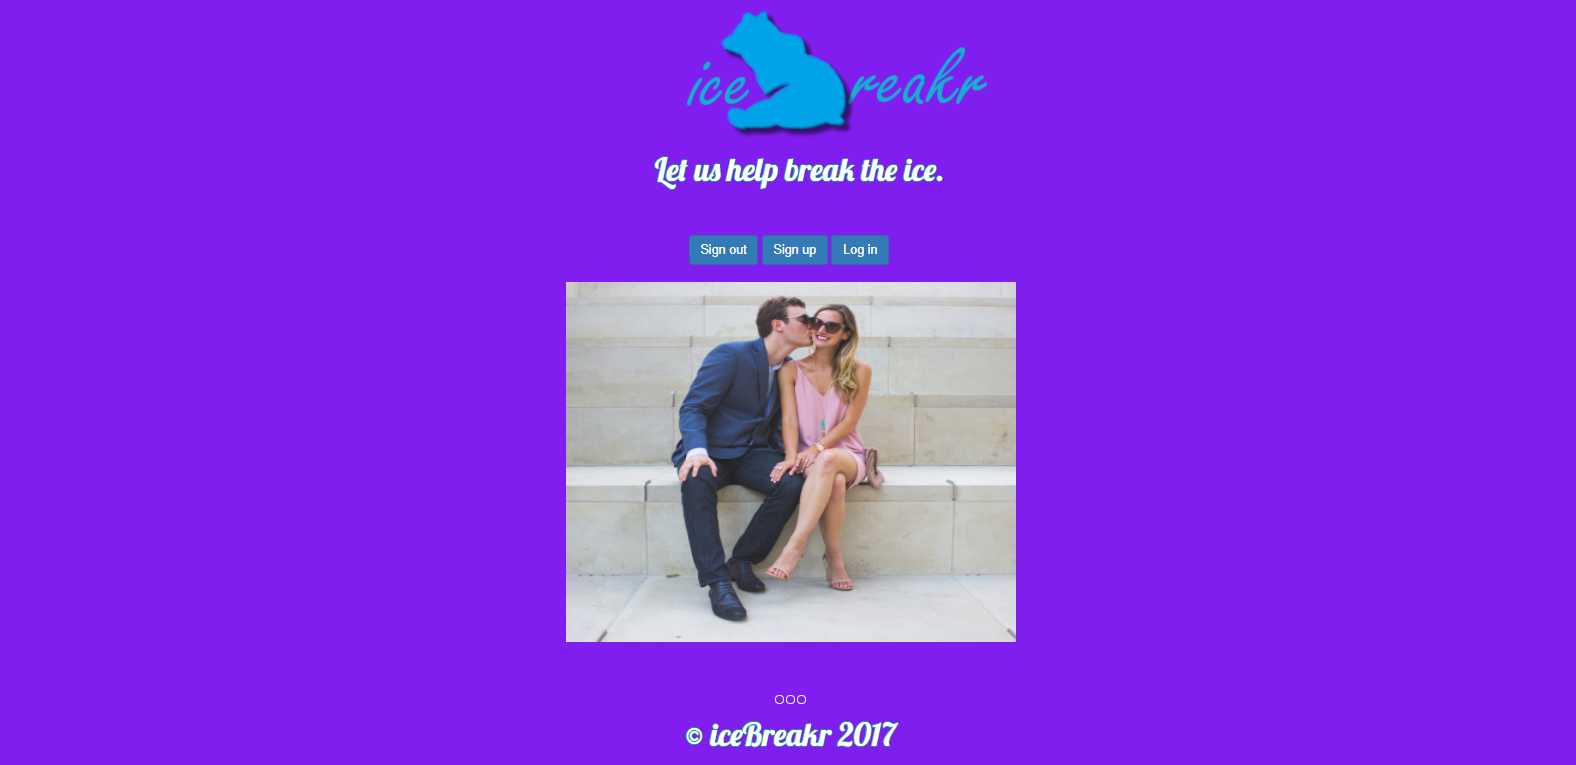 ice reakr
Let us help break the ice.
Sign out Sign up Log in
© iceBreakr 2017